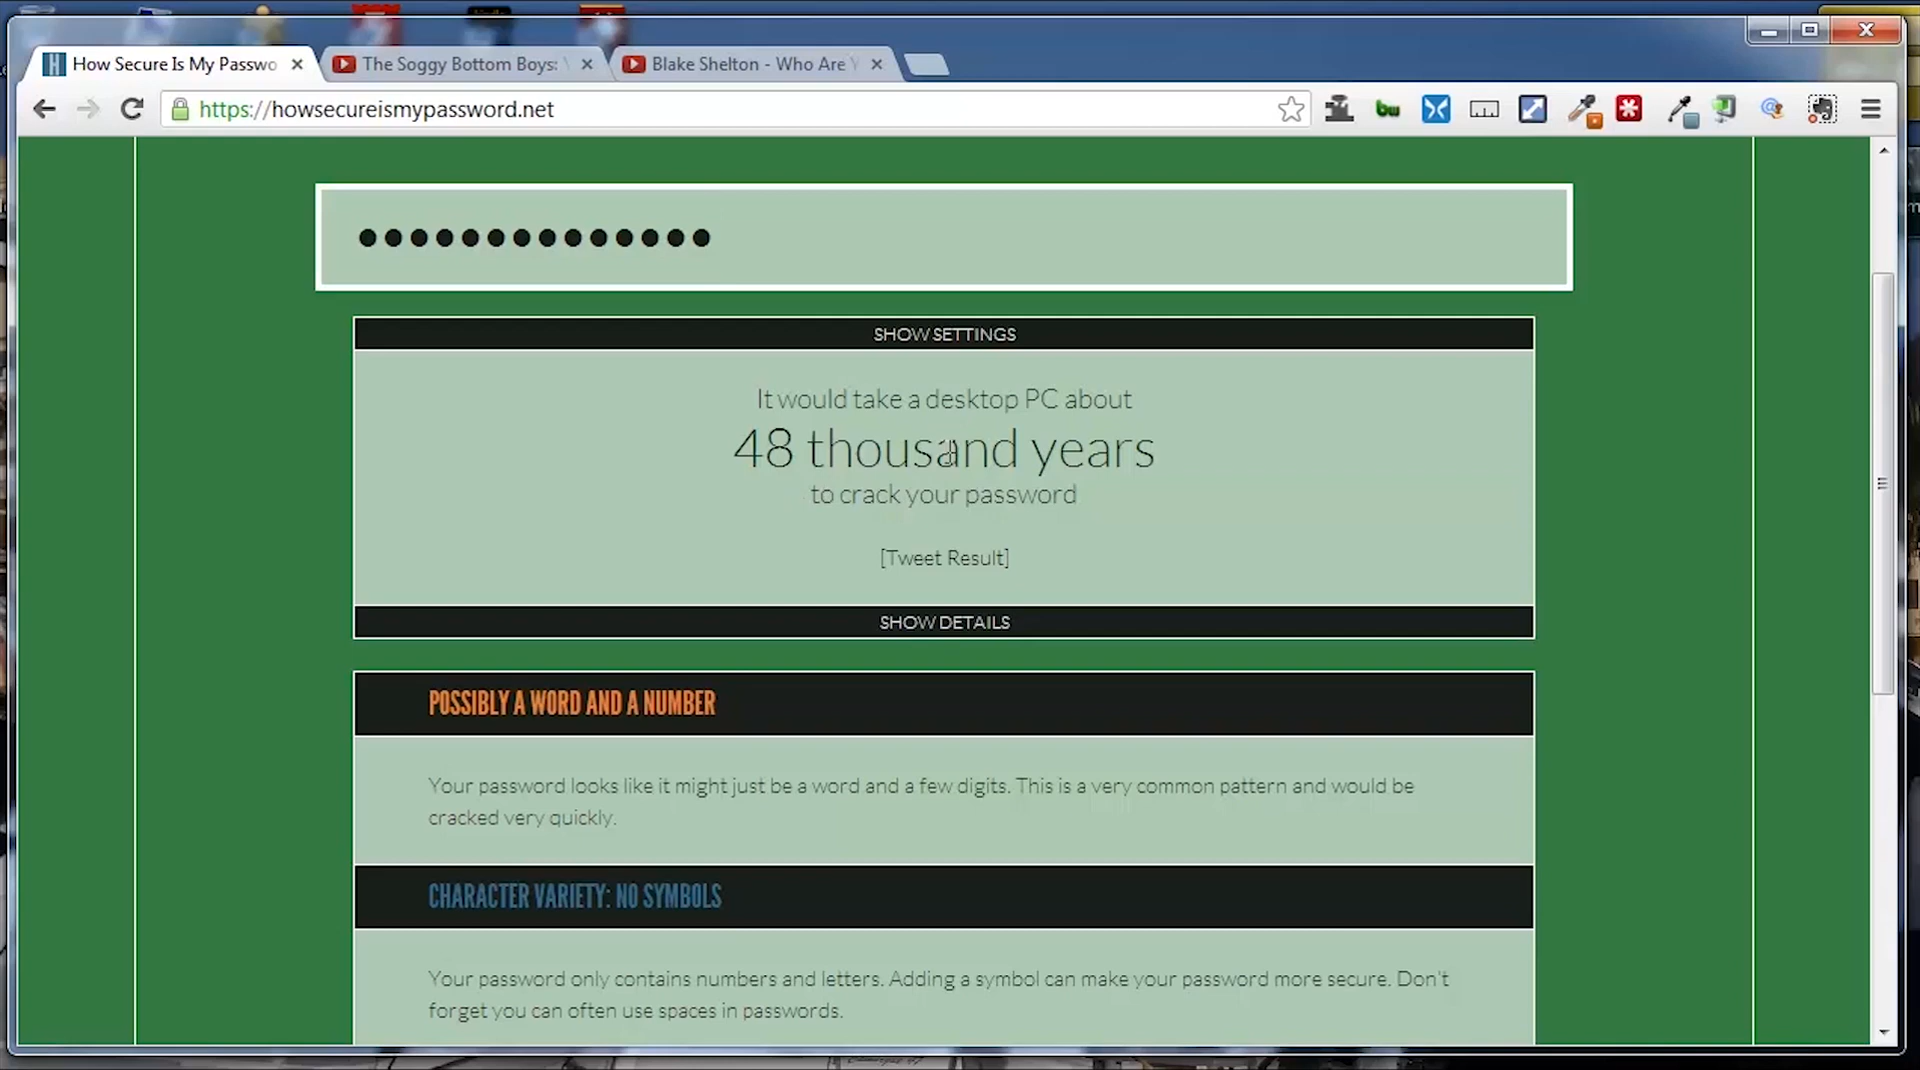 How Secure Is My Passwo
The Soggy Bottom Boys:
Blake Shelton - Who Are Y
https://howsecureismypassword.net
SHOW SETTINGS
It would take a desktop PC about
48 thousand years
to crack your password
[Tweet Result]
SHOW DETAILS
POSSIBLY A WORD AND A NUMBER
Your password looks like it might just be a word and a few digits. This is a very common pattern and would be
cracked very quickly.
CHARACTER VARIETY: NO SYMBOLS
Your password only contains numbers and letters. Adding a symbol can make your password more secure. Don't
forget you can often use spaces in passwords.